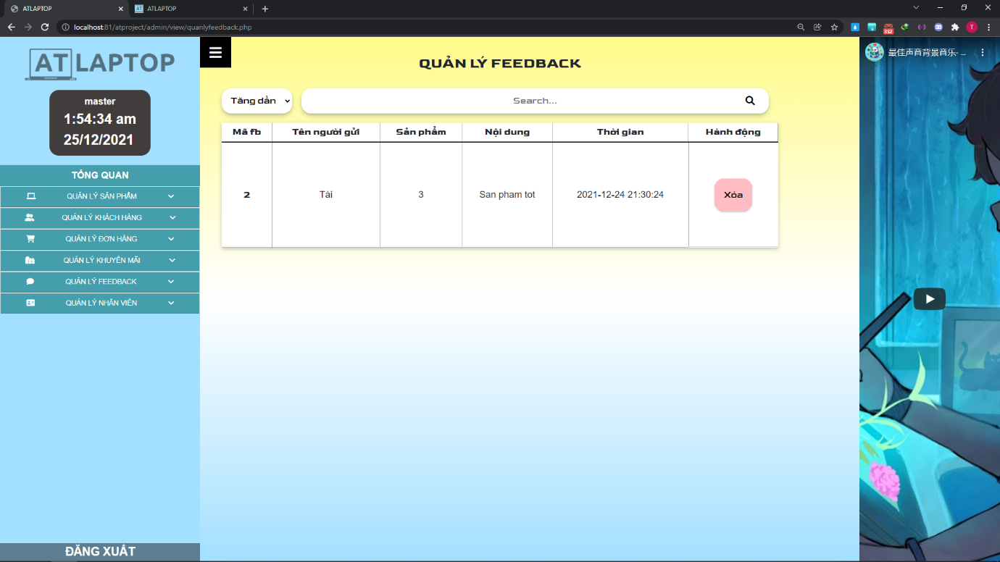 ATLAPTOP
ATLAPTOP
localhost:81/atproject/admin/view/quanlyfeedback.php
352
T
ATLAPTOP
master
1:54:34 am
25/12/2021
TỔNG QUAN
QUẢN LÝ SẢN PHẨM
QUẢN LÝ KHÁCH HÀNG
QUẢN LÝ ĐƠN HÀNG
QUẢN LÝ KHUYẾN MÃI
QUẢN LÝ FEEDBACK
QUẢN LÝ NHÂN VIÊN
ĐĂNG XUẤT
QUẢN LÝ FEEDBACK
Tăng dần
Search...
Mã fb Tên người gửi Sản phẩm Nội dung Thời gian Hành động
2 Tài 3 San pham tot 2021-12-24 21:30:24 Xóa
最佳声音背景音乐- ...